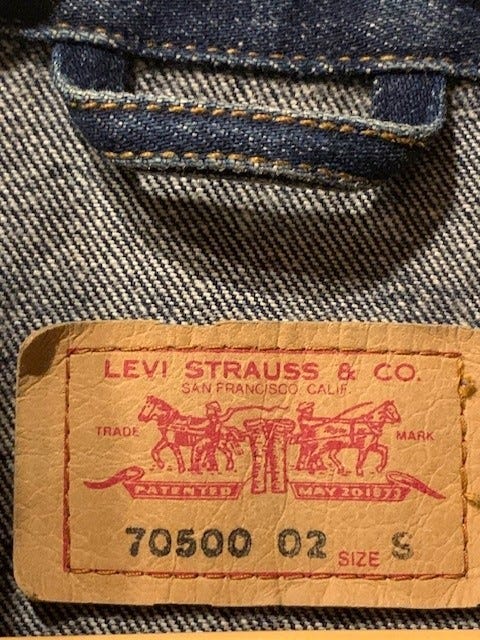 LEVI STRAUSS & CO.
SAN FRANCISCO, CALIF.
TRADE MARK
PATENTED MAY 20 1873
70500 02 SIZE S